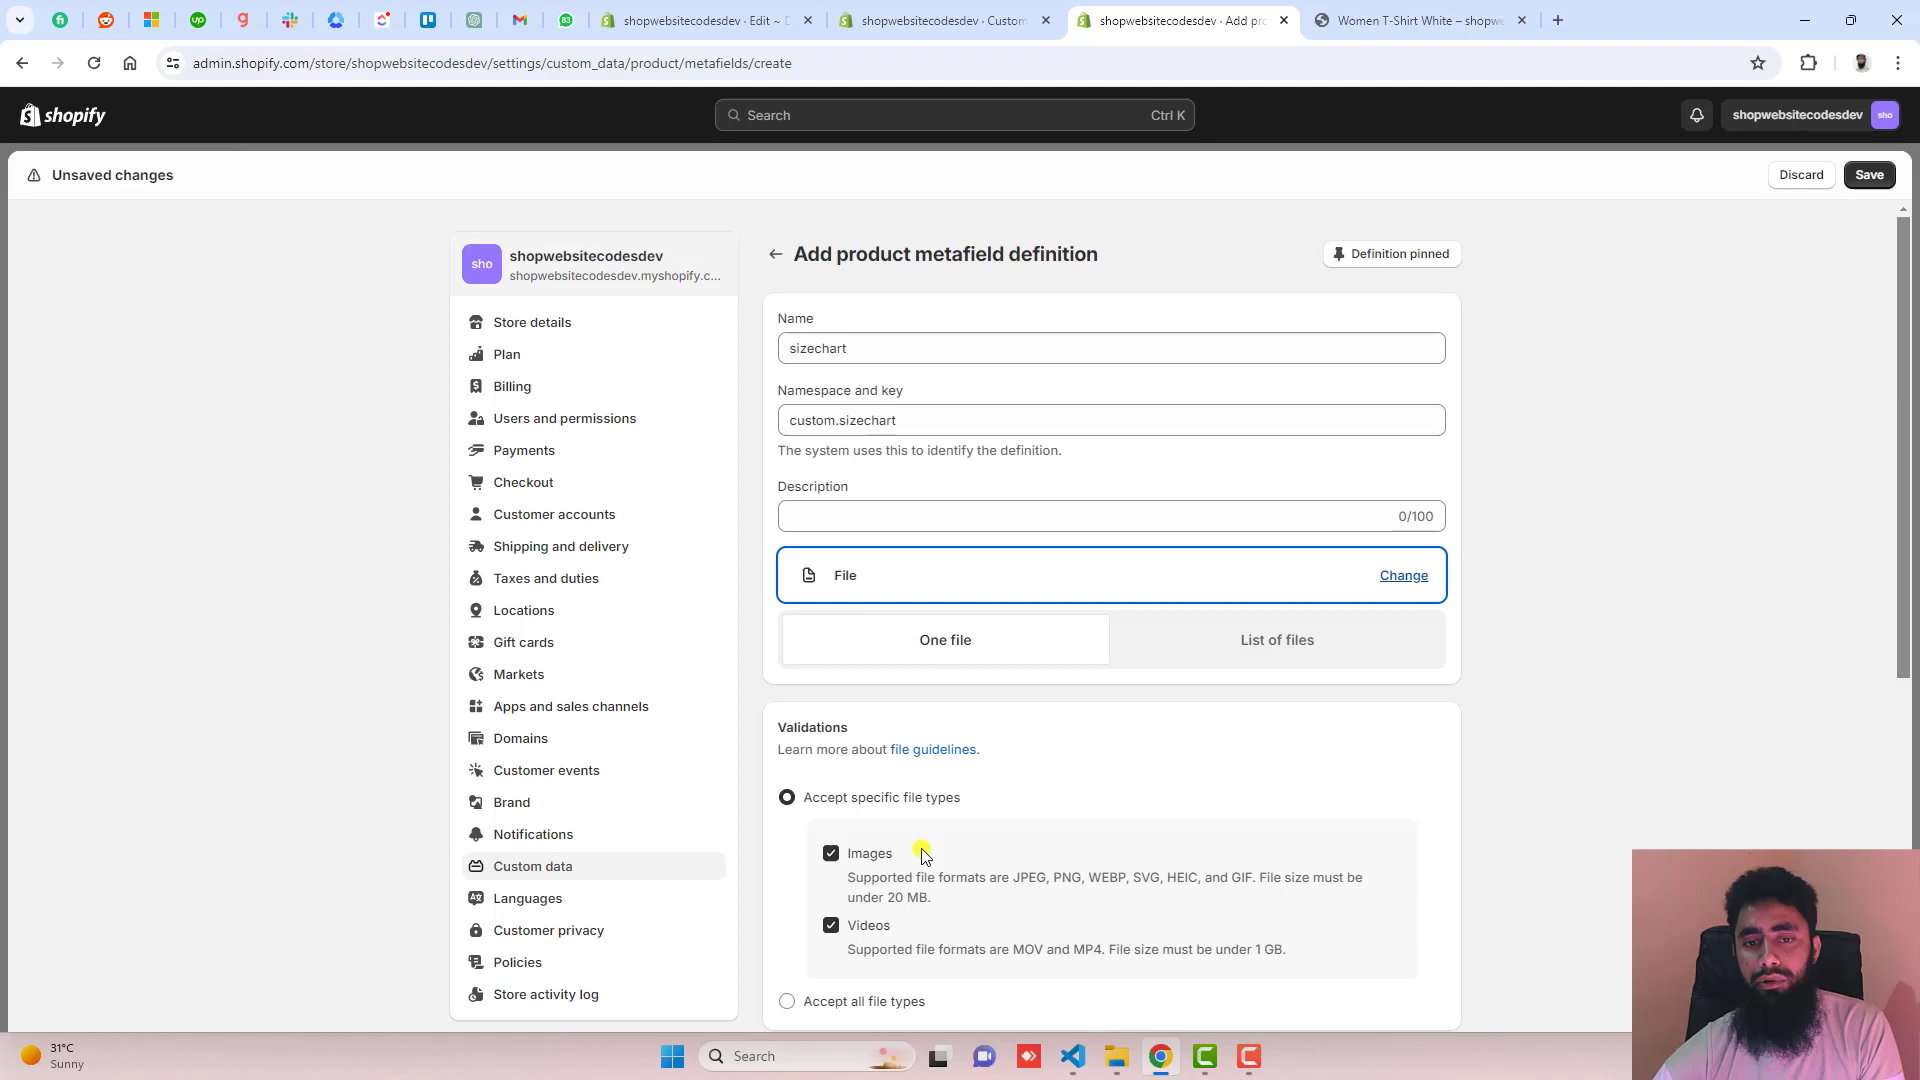 shopwebsitecodesdev · Edit ~ D
shopwebsitecodesdev · Custom
shopwebsitecodesdev · Add pro
Women T-Shirt White – shopwe
admin.shopify.com/store/shopwebsitecodesdev/settings/custom_data/product/metafields/create
shopify
Search
Ctrl K
shopwebsitecodesdev
sho
Unsaved changes
Discard
Save
sho
shopwebsitecodesdev
shopwebsitecodesdev.myshopify.c...
Store details
Plan
Billing
Users and permissions
Payments
Checkout
Customer accounts
Shipping and delivery
Taxes and duties
Locations
Gift cards
Markets
Apps and sales channels
Domains
Customer events
Brand
Notifications
Custom data
Languages
Customer privacy
Policies
Store activity log
Add product metafield definition
Definition pinned
Name
sizechart
Namespace and key
custom.sizechart
The system uses this to identify the definition.
Description
0/100
File
Change
One file
List of files
Validations
Learn more about file guidelines.
Accept specific file types
Images
Supported file formats are JPEG, PNG, WEBP, SVG, HEIC, and GIF. File size must be
under 20 MB.
Videos
Supported file formats are MOV and MP4. File size must be under 1 GB.
Accept all file types
31°C
Sunny
Search